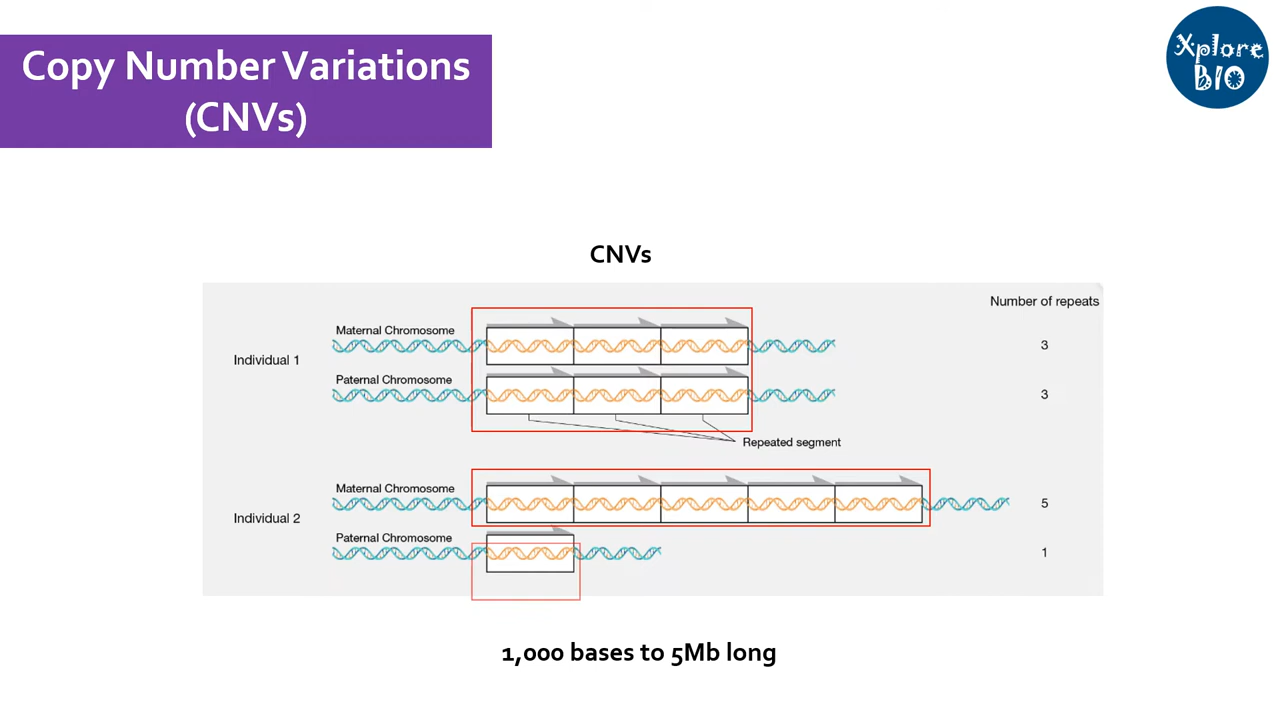 Copy Number Variations
(CNVs)
Xplore
BIO
CNVs
Number of repeats
Maternal Chromosome
3
Individual 1
Paternal Chromosome
3
Repeated segment
Maternal Chromosome
5
Individual 2
Paternal Chromosome
1
1,000 bases to 5Mb long